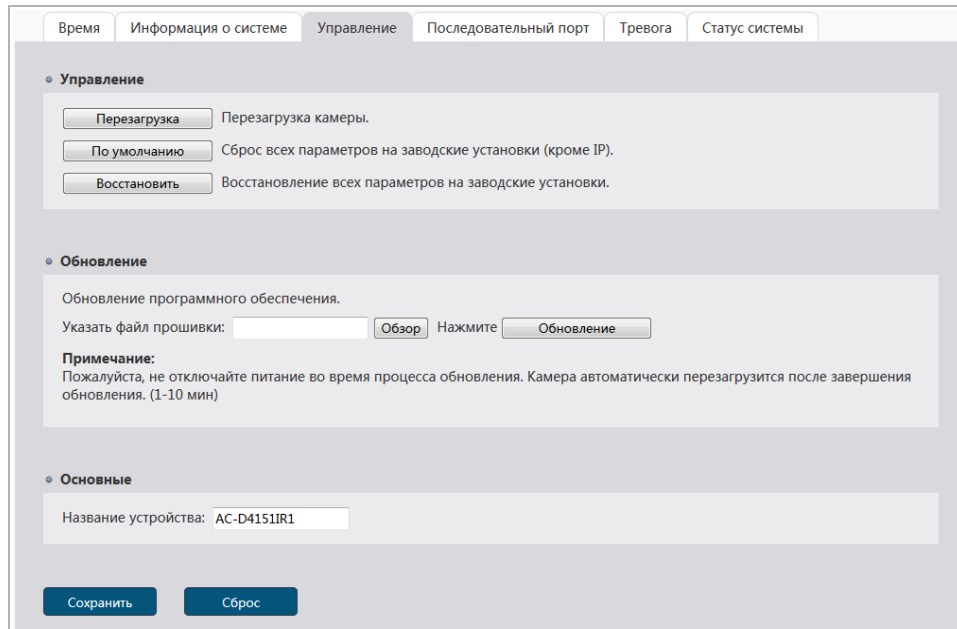 Время Информация о системе Управление Последовательный порт Тревога Статус системы
Управление
Перезагрузка Перезагрузка камеры.
По умолчанию Сброс всех параметров на заводские установки (кроме IP).
Восстановить Восстановление всех параметров на заводские установки.
Обновление
Обновление программного обеспечения.
Указать файл прошивки: Обзор Нажмите Обновление
Примечание:
Пожалуйста, не отключайте питание во время процесса обновления. Камера автоматически перезагрузится после завершения
обновления. (1-10 мин)
Основные
Название устройства: AC-D4151IR1
Сохранить Сброс